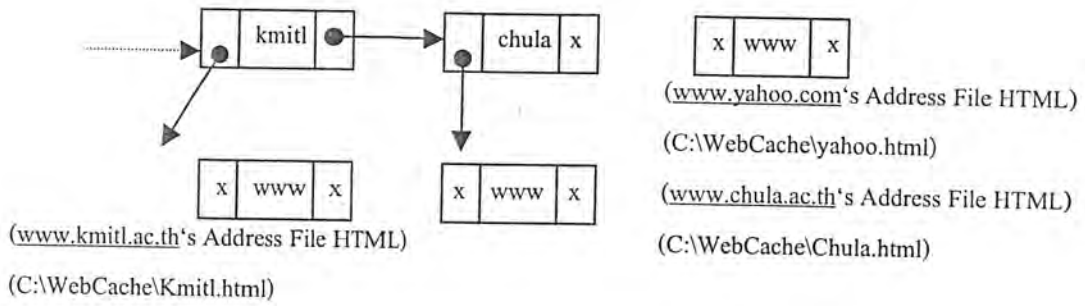 kmitl
chula x
x www x
(www.yahoo.com‘s Address File HTML)
(C:\WebCache\yahoo.html)
x www x
x www x
(www.chula.ac.th‘s Address File HTML)
(C:\WebCache\Chula.html)
(www.kmitl.ac.th‘s Address File HTML)
(C:\WebCache\Kmitl.html)